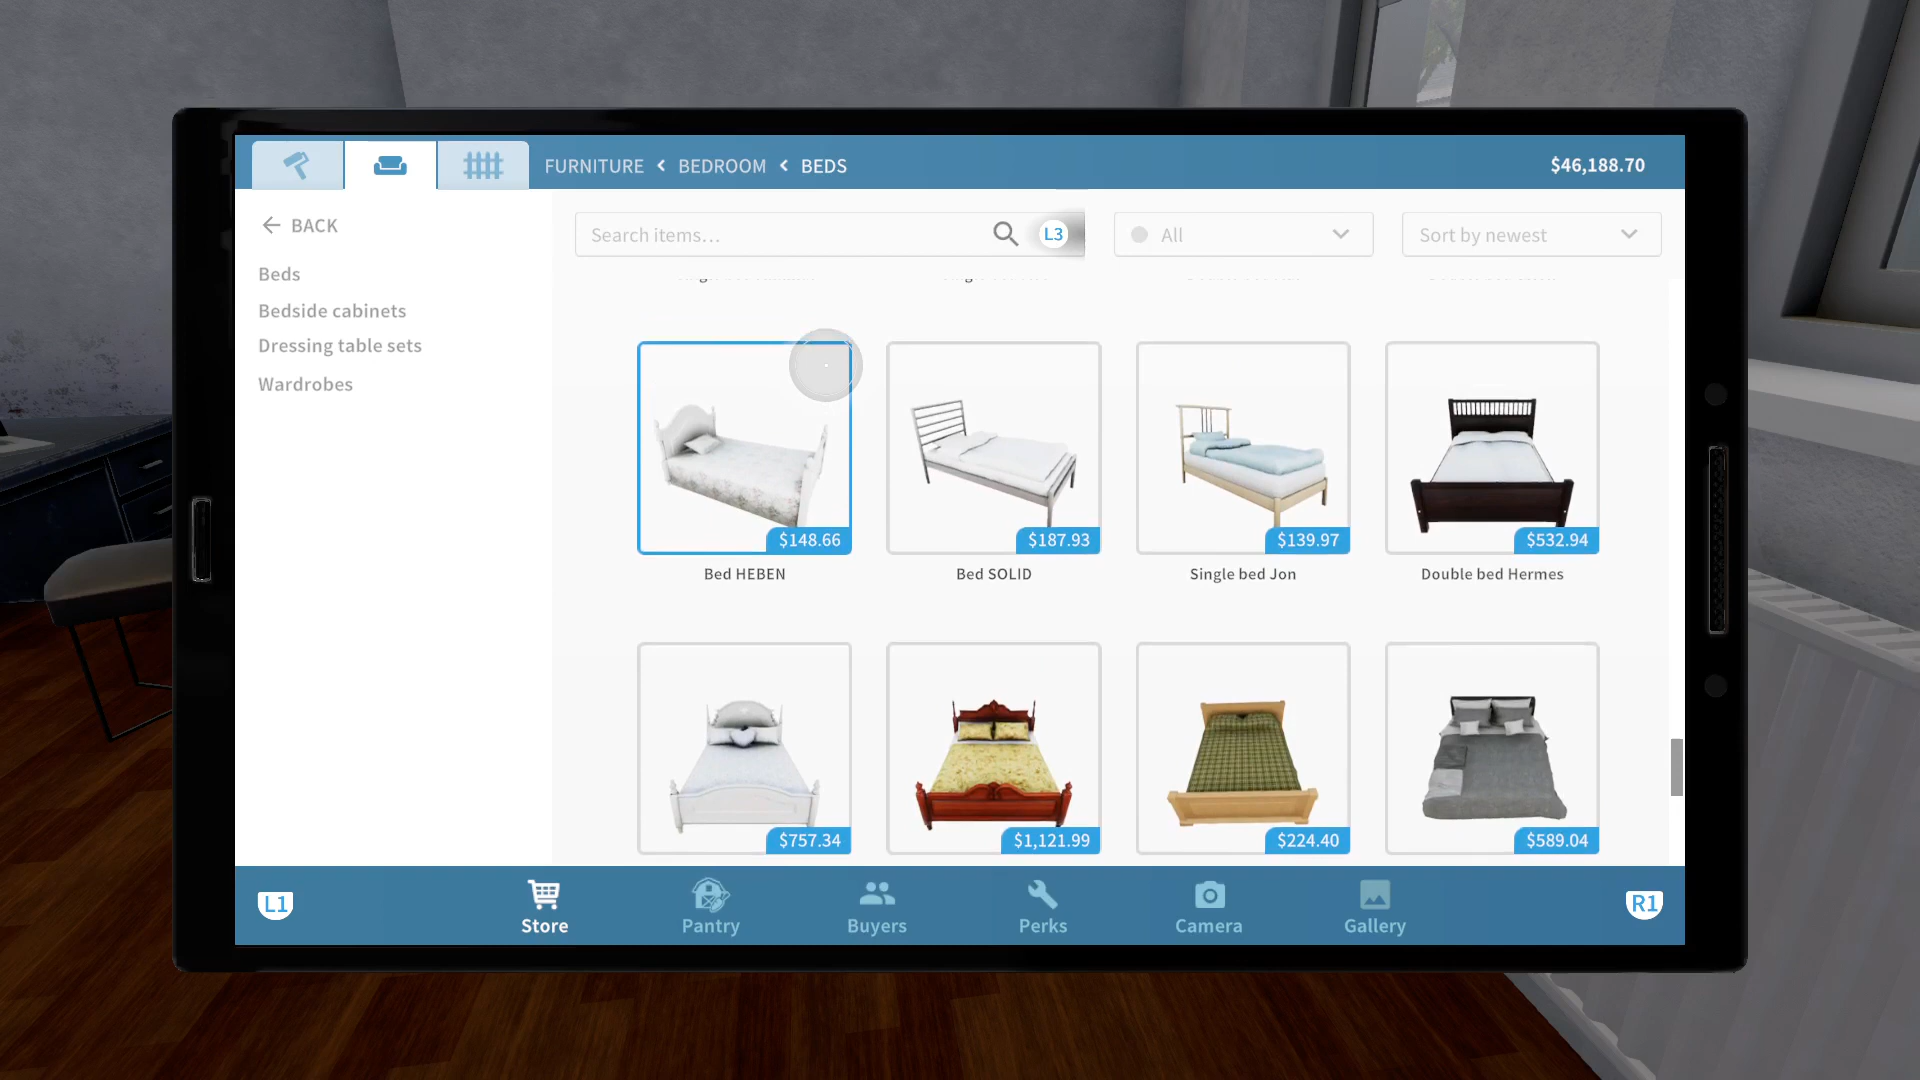 FURNITURE < BEDROOM < BEDS
$46,188.70
BACK
Search items...
L3
All
Sort by newest
Beds
Bedside cabinets
Dressing table sets
Wardrobes
$148.66
$187.93
$139.97
$532.94
Bed HEBEN
Bed SOLID
Single bed Jon
Double bed Hermes
$757.34
$1,121.99
$224.40
$589.04
L1
Store
Pantry
Buyers
Perks
Camera
Gallery
R1